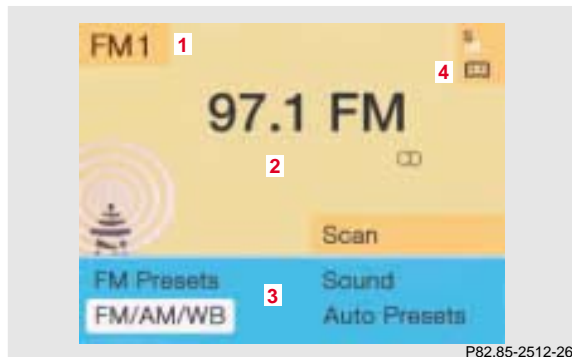 FM1 1
4
97.1 FM
2
Scan
FM Presets 3 Sound
FM/AM/WB Auto Presets
P82.85-2512-26